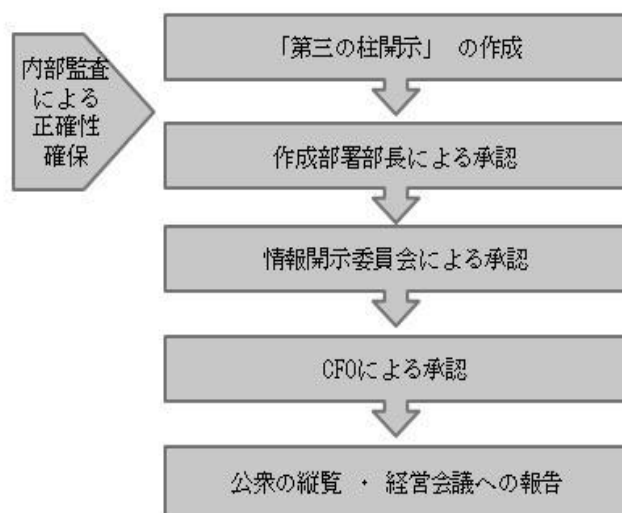 「第三の柱開示」 の作成
内部監査
による
正確性
確保
作成部署部長による承認
情報開示委員会による承認
CFOによる承認
公衆の縦覧 ・ 経営会議への報告